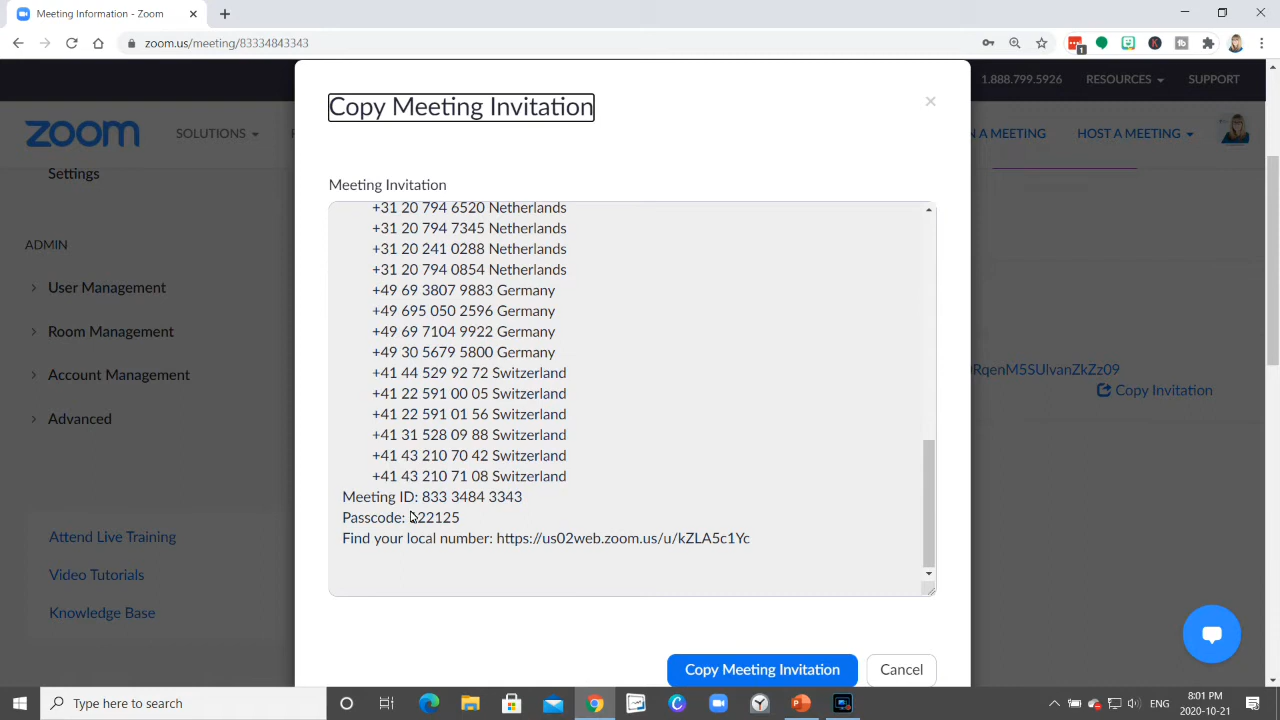 Meeting Information - Zoom
zoom.us/meeting/83334843343
1
1.888.799.5926 RESOURCES SUPPORT
zoom SOLUTIONS
N A MEETING HOST A MEETING
Settings
ADMIN
User Management
Room Management
Account Management
Advanced
Attend Live Training
Video Tutorials
Knowledge Base
Copy Meeting Invitation
Meeting Invitation
+31 20 794 6520 Netherlands
+31 20 794 7345 Netherlands
+31 20 241 0288 Netherlands
+31 20 794 0854 Netherlands
+49 69 3807 9883 Germany
+49 695 050 2596 Germany
+49 69 7104 9922 Germany
+49 30 5679 5800 Germany
+41 44 529 92 72 Switzerland
+41 22 591 00 05 Switzerland
+41 22 591 01 56 Switzerland
+41 31 528 09 88 Switzerland
+41 43 210 70 42 Switzerland
+41 43 210 71 08 Switzerland
Meeting ID: 833 3484 3343
Passcode: 22125
Find your local number: https://us02web.zoom.us/u/kZLA5c1Yc
Copy Meeting Invitation Cancel
RqenM5SUlvanZkZz09
Copy Invitation
Type here to search
ENG
8:01 PM
2020-10-21